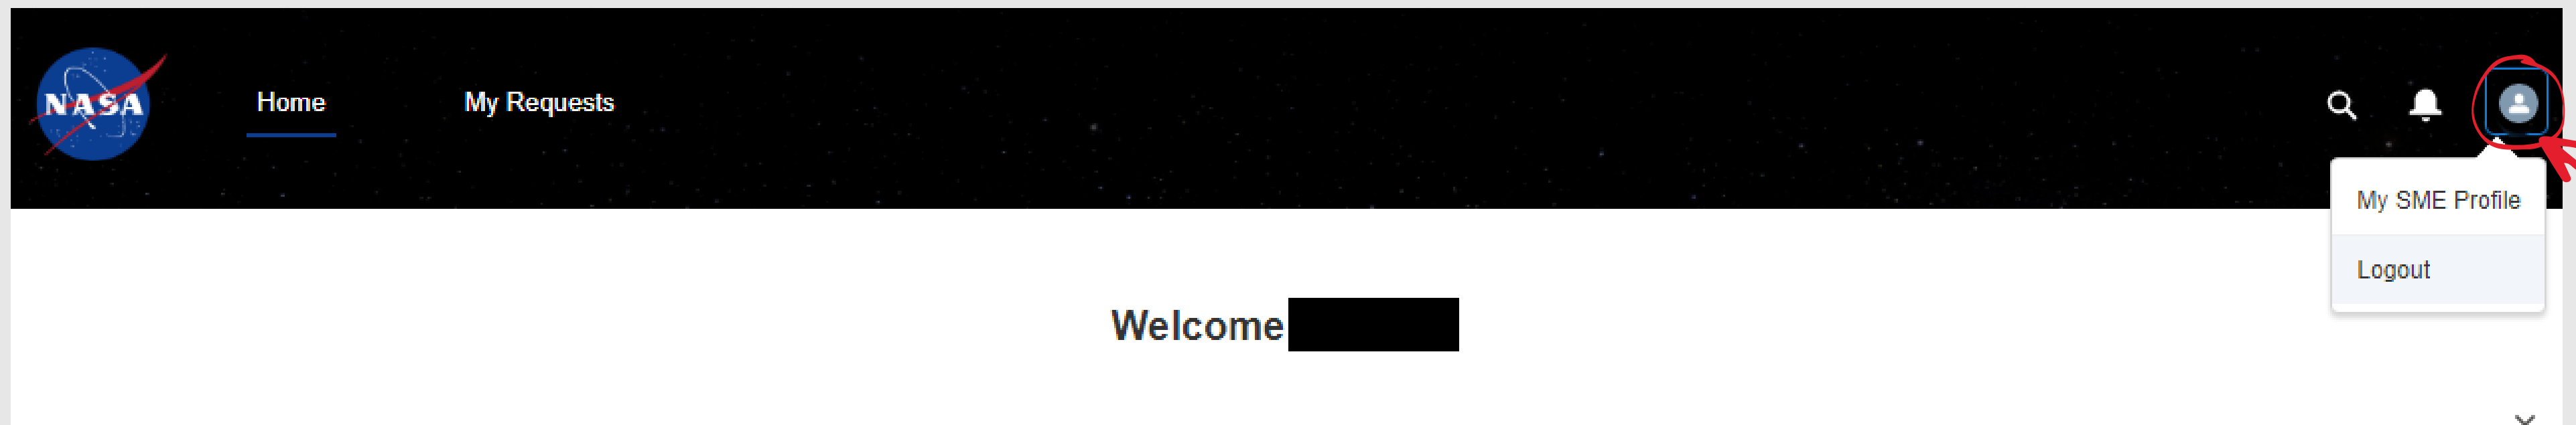 NASA
Home
My Requests
My SME Profile
Logout
Welcome